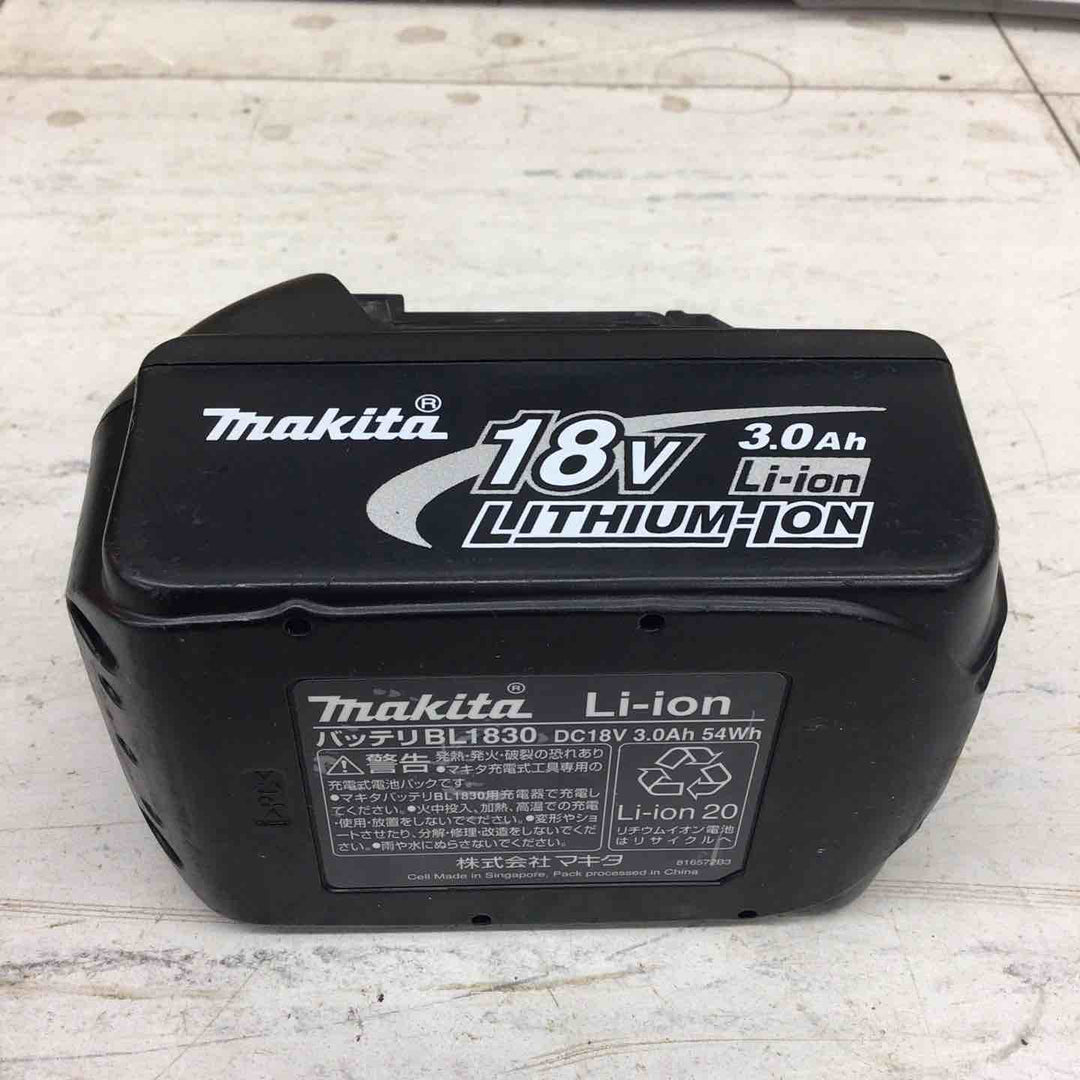 makita®
18V
3.0Ah
Li-ion
LITHIUM-ION
makita® Li-ion
バッテリBL1830 DC18V 3.0Ah 54Wh
警告 発熱・発火・破裂の恐れあり
●マキタ充電式工具専用の
充電式電池パックです。
●マキタバッテリBL1830用充電器で充電し
てください。●火中投入、加熱、高温での充電
・使用・放置をしないでください。●変形やショ
ートさせたり、分解・修理・改造をしないでくだ
さい。●雨や水にぬらさないでください。
Li-ion 20
リチウムイオン電池
はリサイクルへ
株式会社 マキタ
816572B3
Cell Made in Singapore, Pack processed in China